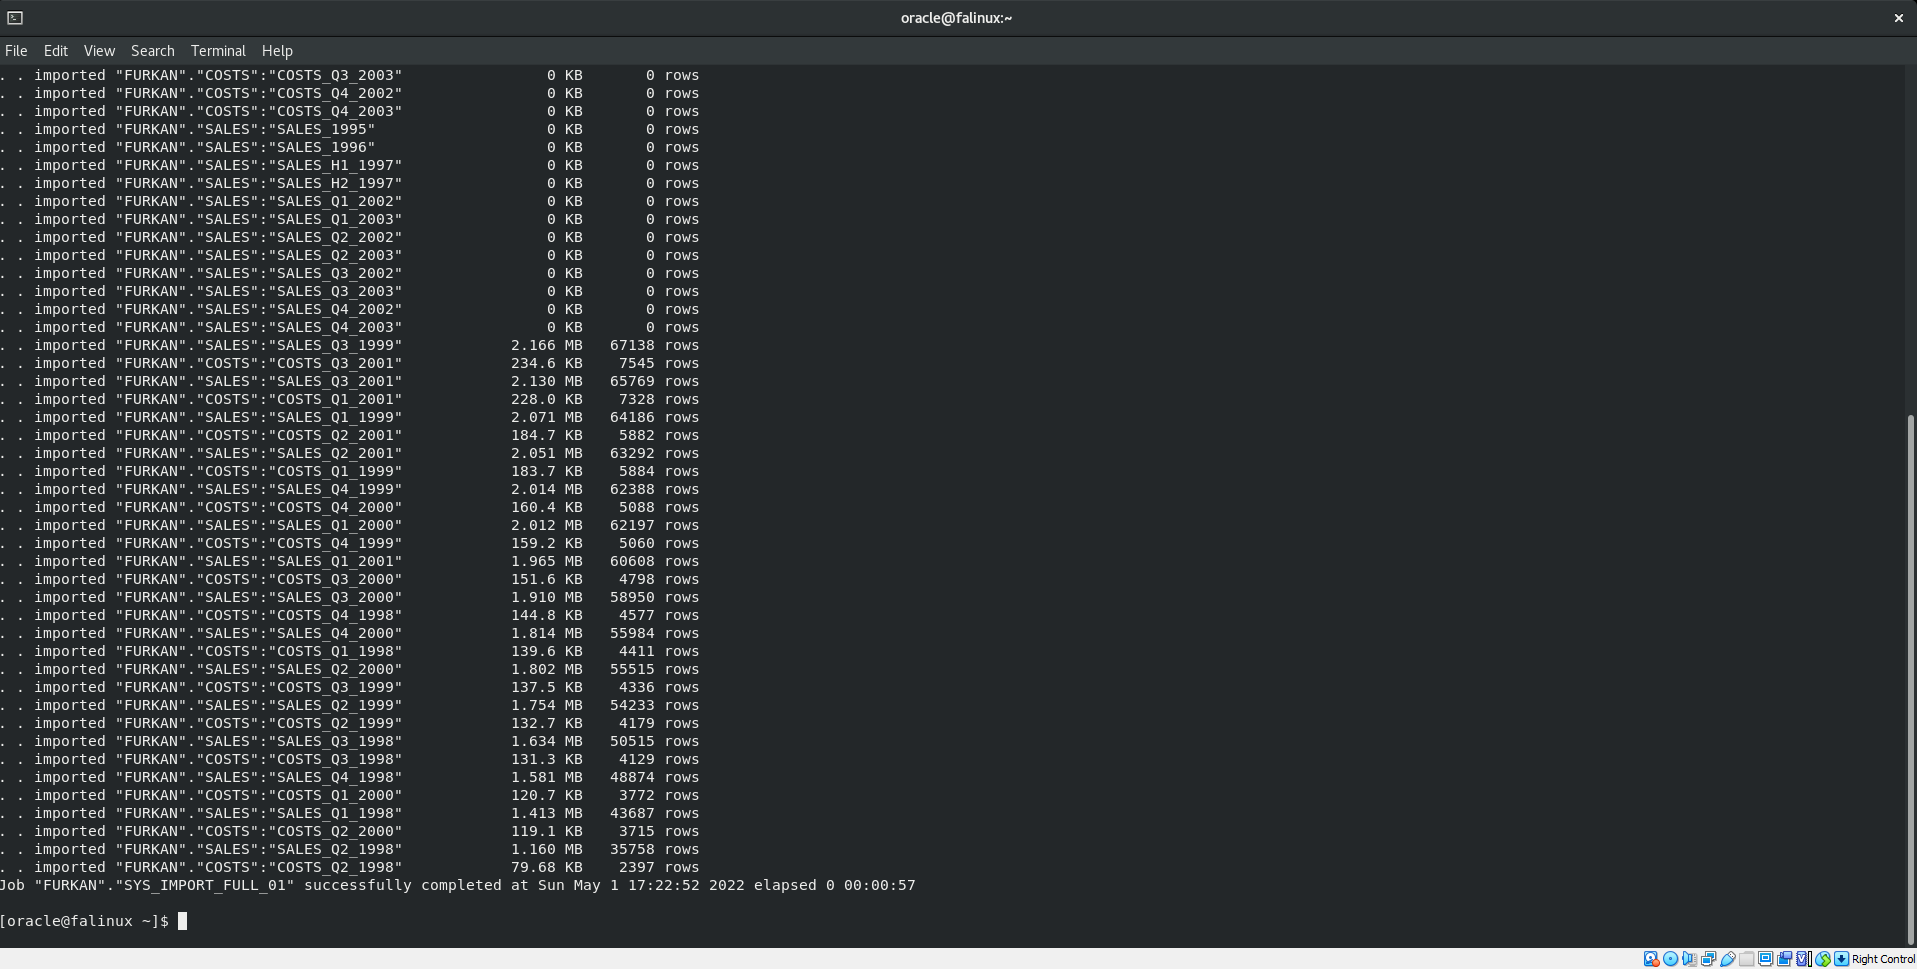 oracle@falinux:~
File Edit View Search Terminal Help
. . imported "FURKAN"."COSTS":"COSTS_Q3_2003" 0 KB 0 rows
. . imported "FURKAN"."COSTS":"COSTS_Q4_2002" 0 KB 0 rows
. . imported "FURKAN"."COSTS":"COSTS_Q4_2003" 0 KB 0 rows
. . imported "FURKAN"."SALES":"SALES_1995" 0 KB 0 rows
. . imported "FURKAN"."SALES":"SALES_1996" 0 KB 0 rows
. . imported "FURKAN"."SALES":"SALES_H1_1997" 0 KB 0 rows
. . imported "FURKAN"."SALES":"SALES_H2_1997" 0 KB 0 rows
. . imported "FURKAN"."SALES":"SALES_Q1_2002" 0 KB 0 rows
. . imported "FURKAN"."SALES":"SALES_Q1_2003" 0 KB 0 rows
. . imported "FURKAN"."SALES":"SALES_Q2_2002" 0 KB 0 rows
. . imported "FURKAN"."SALES":"SALES_Q2_2003" 0 KB 0 rows
. . imported "FURKAN"."SALES":"SALES_Q3_2002" 0 KB 0 rows
. . imported "FURKAN"."SALES":"SALES_Q3_2003" 0 KB 0 rows
. . imported "FURKAN"."SALES":"SALES_Q4_2002" 0 KB 0 rows
. . imported "FURKAN"."SALES":"SALES_Q4_2003" 0 KB 0 rows
. . imported "FURKAN"."SALES":"SALES_Q3_1999" 2.166 MB 67138 rows
. . imported "FURKAN"."COSTS":"COSTS_Q3_2001" 234.6 KB 7545 rows
. . imported "FURKAN"."SALES":"SALES_Q3_2001" 2.130 MB 65769 rows
. . imported "FURKAN"."COSTS":"COSTS_Q1_2001" 228.0 KB 7328 rows
. . imported "FURKAN"."SALES":"SALES_Q1_1999" 2.071 MB 64186 rows
. . imported "FURKAN"."COSTS":"COSTS_Q2_2001" 184.7 KB 5882 rows
. . imported "FURKAN"."SALES":"SALES_Q2_2001" 2.051 MB 63292 rows
. . imported "FURKAN"."COSTS":"COSTS_Q1_1999" 183.7 KB 5884 rows
. . imported "FURKAN"."SALES":"SALES_Q4_1999" 2.014 MB 62388 rows
. . imported "FURKAN"."COSTS":"COSTS_Q4_2000" 160.4 KB 5088 rows
. . imported "FURKAN"."SALES":"SALES_Q1_2000" 2.012 MB 62197 rows
. . imported "FURKAN"."COSTS":"COSTS_Q4_1999" 159.2 KB 5060 rows
. . imported "FURKAN"."SALES":"SALES_Q1_2001" 1.965 MB 60608 rows
. . imported "FURKAN"."COSTS":"COSTS_Q3_2000" 151.6 KB 4798 rows
. . imported "FURKAN"."SALES":"SALES_Q3_2000" 1.910 MB 58950 rows
. . imported "FURKAN"."COSTS":"COSTS_Q4_1998" 144.8 KB 4577 rows
. . imported "FURKAN"."SALES":"SALES_Q4_2000" 1.814 MB 55984 rows
. . imported "FURKAN"."COSTS":"COSTS_Q1_1998" 139.6 KB 4411 rows
. . imported "FURKAN"."SALES":"SALES_Q2_2000" 1.802 MB 55515 rows
. . imported "FURKAN"."COSTS":"COSTS_Q3_1999" 137.5 KB 4336 rows
. . imported "FURKAN"."SALES":"SALES_Q2_1999" 1.754 MB 54233 rows
. . imported "FURKAN"."COSTS":"COSTS_Q2_1999" 132.7 KB 4179 rows
. . imported "FURKAN"."SALES":"SALES_Q3_1998" 1.634 MB 50515 rows
. . imported "FURKAN"."COSTS":"COSTS_Q3_1998" 131.3 KB 4129 rows
. . imported "FURKAN"."SALES":"SALES_Q4_1998" 1.581 MB 48874 rows
. . imported "FURKAN"."COSTS":"COSTS_Q1_2000" 120.7 KB 3772 rows
. . imported "FURKAN"."SALES":"SALES_Q1_1998" 1.413 MB 43687 rows
. . imported "FURKAN"."COSTS":"COSTS_Q2_2000" 119.1 KB 3715 rows
. . imported "FURKAN"."SALES":"SALES_Q2_1998" 1.160 MB 35758 rows
. . imported "FURKAN"."COSTS":"COSTS_Q2_1998" 79.68 KB 2397 rows
Job "FURKAN"."SYS_IMPORT_FULL_01" successfully completed at Sun May 1 17:22:52 2022 elapsed 0 00:00:57
[oracle@falinux ~]$
Right Control